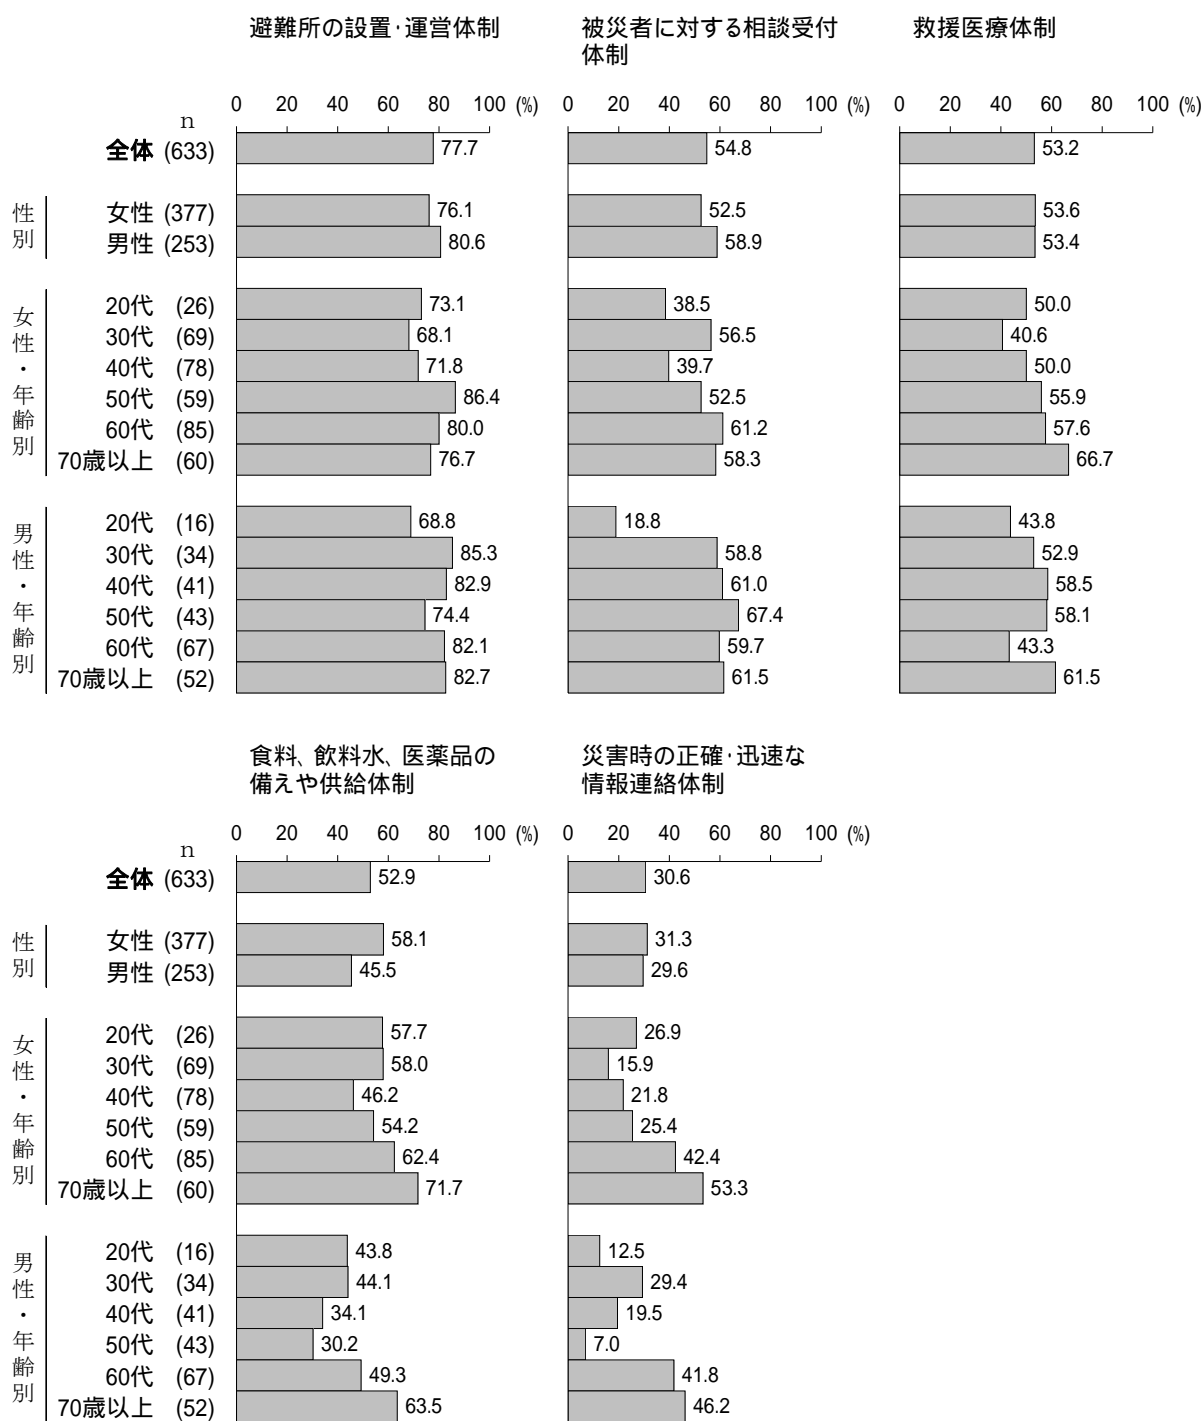 避難所の設置・運営体制
被災者に対する相談受付
体制
救援医療体制
0 20 40 60 80 100 (%) 0 20 40 60 80 100 (%) 0 20 40 60 80 100 (%)
n
全体 (633) 77.7 54.8 53.2
性別
女性 (377) 76.1 52.5 53.6
男性 (253) 80.6 58.9 53.4
女性・年齢別
20代 (26) 73.1 38.5 50.0
30代 (69) 68.1 56.5 40.6
40代 (78) 71.8 39.7 50.0
50代 (59) 86.4 52.5 55.9
60代 (85) 80.0 61.2 57.6
70歳以上 (60) 76.7 58.3 66.7
男性・年齢別
20代 (16) 68.8 18.8 43.8
30代 (34) 85.3 58.8 52.9
40代 (41) 82.9 61.0 58.5
50代 (43) 74.4 67.4 58.1
60代 (67) 82.1 59.7 43.3
70歳以上 (52) 82.7 61.5 61.5
食料、飲料水、医薬品の
備えや供給体制
災害時の正確・迅速な
情報連絡体制
0 20 40 60 80 100 (%) 0 20 40 60 80 100 (%)
n
全体 (633) 52.9 30.6
性別
女性 (377) 58.1 31.3
男性 (253) 45.5 29.6
女性・年齢別
20代 (26) 57.7 26.9
30代 (69) 58.0 15.9
40代 (78) 46.2 21.8
50代 (59) 54.2 25.4
60代 (85) 62.4 42.4
70歳以上 (60) 71.7 53.3
男性・年齢別
20代 (16) 43.8 12.5
30代 (34) 44.1 29.4
40代 (41) 34.1 19.5
50代 (43) 30.2 7.0
60代 (67) 49.3 41.8
70歳以上 (52) 63.5 46.2